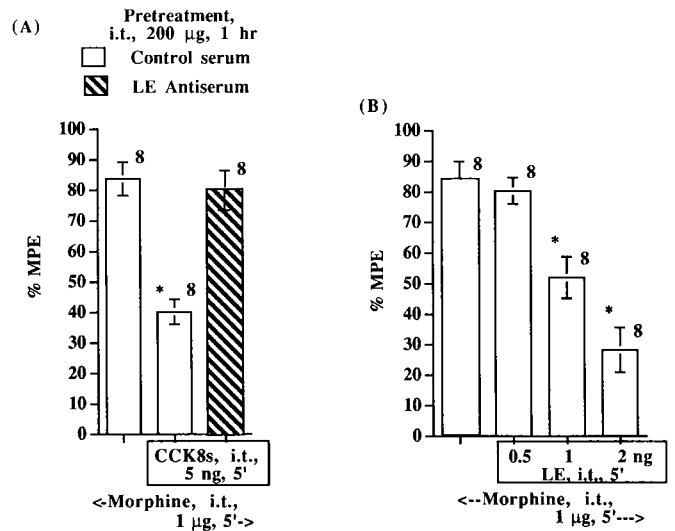 (A)
Pretreatment,
i.t., 200 µg, 1 hr
Control serum
LE Antiserum
100
90
80
70
60
50
40
30
20
10
0
% MPE
8
* 8
8
CCK8s, i.t.,
5 ng, 5'
<-Morphine, i.t.,
1 µg, 5'->
(B)
100
90
80
70
60
50
40
30
20
10
0
% MPE
8
8
* 8
* 8
0.5 1 2 ng
LE, i.t., 5'
<--Morphine, i.t.,
1 µg, 5'--->